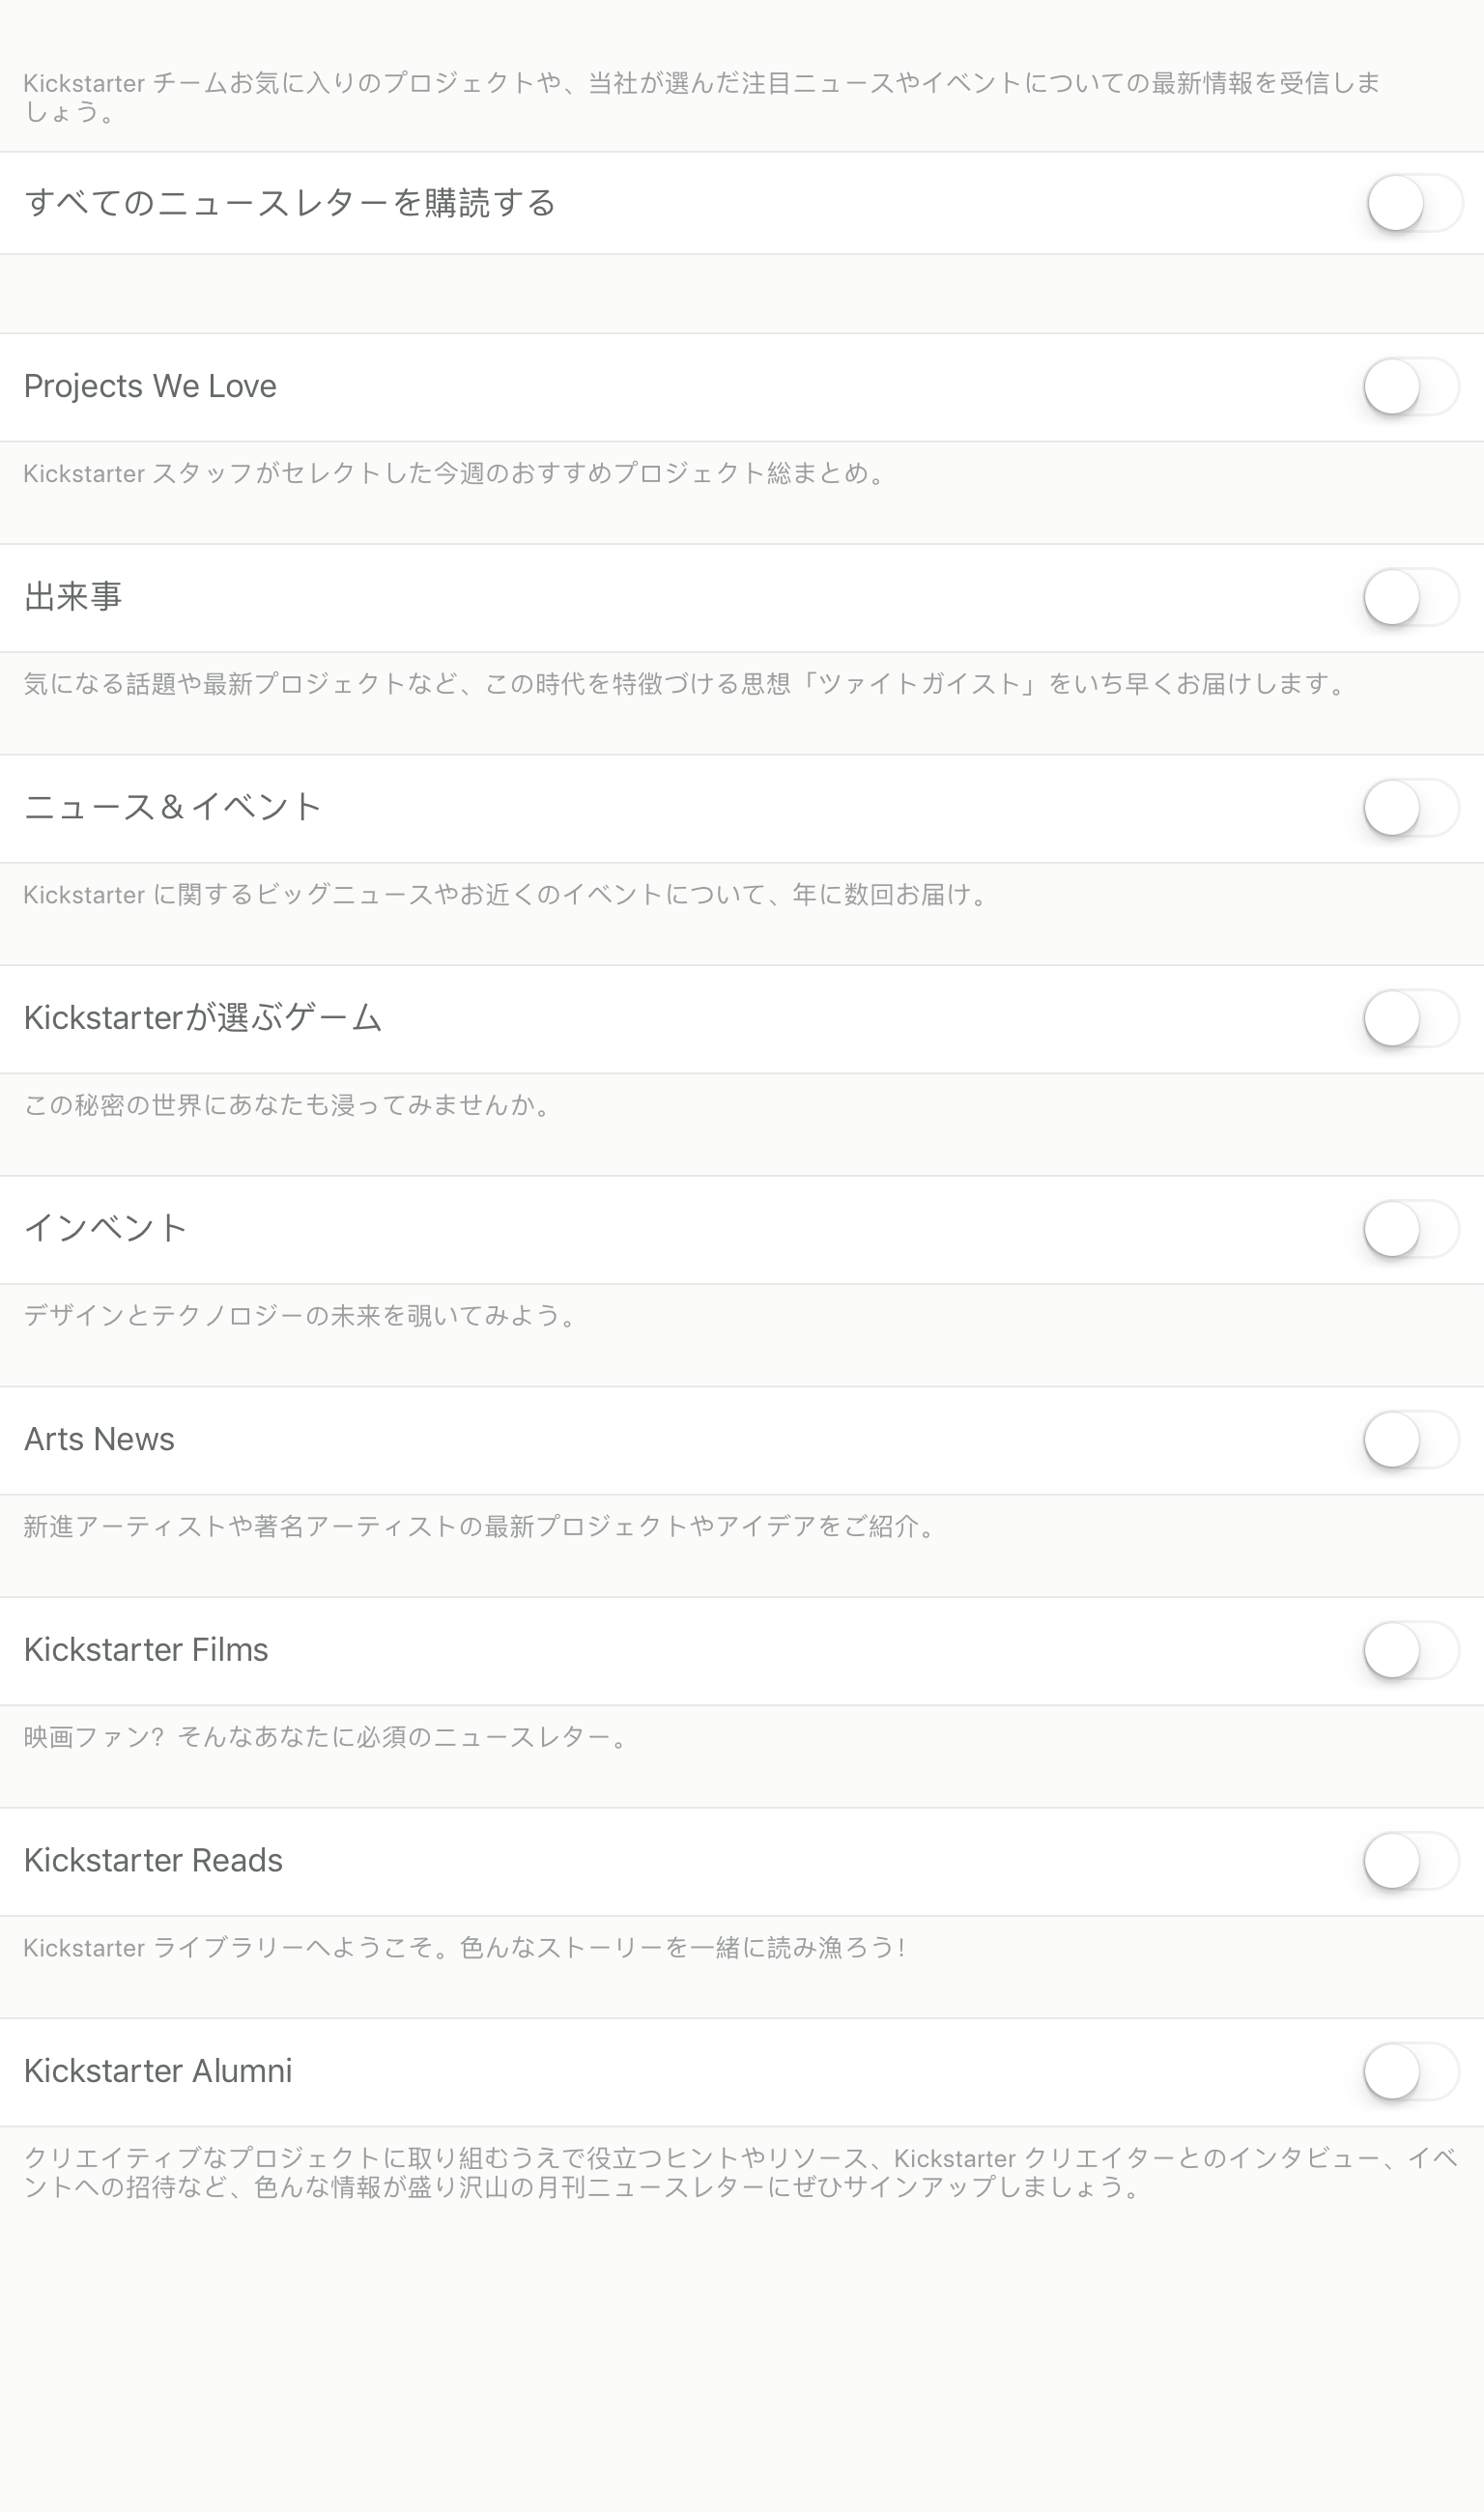 Kickstarter チームお気に入りのプロジェクトや、当社が選んだ注目ニュースやイベントについての最新情報を受信しま
しょう。
すべてのニュースレターを購読する
Projects We Love
Kickstarter スタッフがセレクトした今週のおすすめプロジェクト総まとめ。
出来事
気になる話題や最新プロジェクトなど、この時代を特徴づける思想「ツァイトガイスト」をいち早くお届けします。
ニュース＆イベント
Kickstarter に関するビッグニュースやお近くのイベントについて、年に数回お届け。
Kickstarterが選ぶゲーム
この秘密の世界にあなたも浸ってみませんか。
インベント
デザインとテクノロジーの未来を覗いてみよう。
Arts News
新進アーティストや著名アーティストの最新プロジェクトやアイデアをご紹介。
Kickstarter Films
映画ファン？そんなあなたに必須のニュースレター。
Kickstarter Reads
Kickstarter ライブラリーへようこそ。色んなストーリーを一緒に読み漁ろう！
Kickstarter Alumni
クリエイティブなプロジェクトに取り組むうえで役立つヒントやリソース、Kickstarter クリエイターとのインタビュー、イベ
ントへの招待など、色んな情報が盛り沢山の月刊ニュースレターにぜひサインアップしましょう。